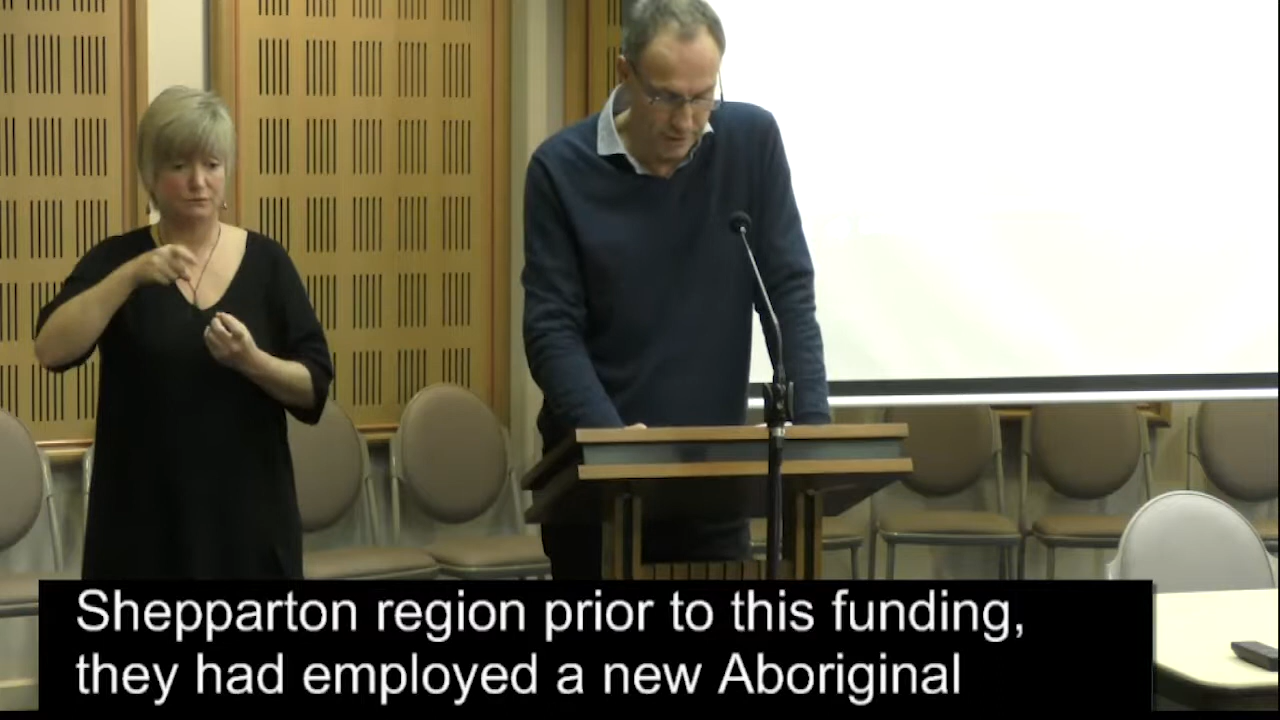 Shepparton region prior to this funding,
they had employed a new Aboriginal